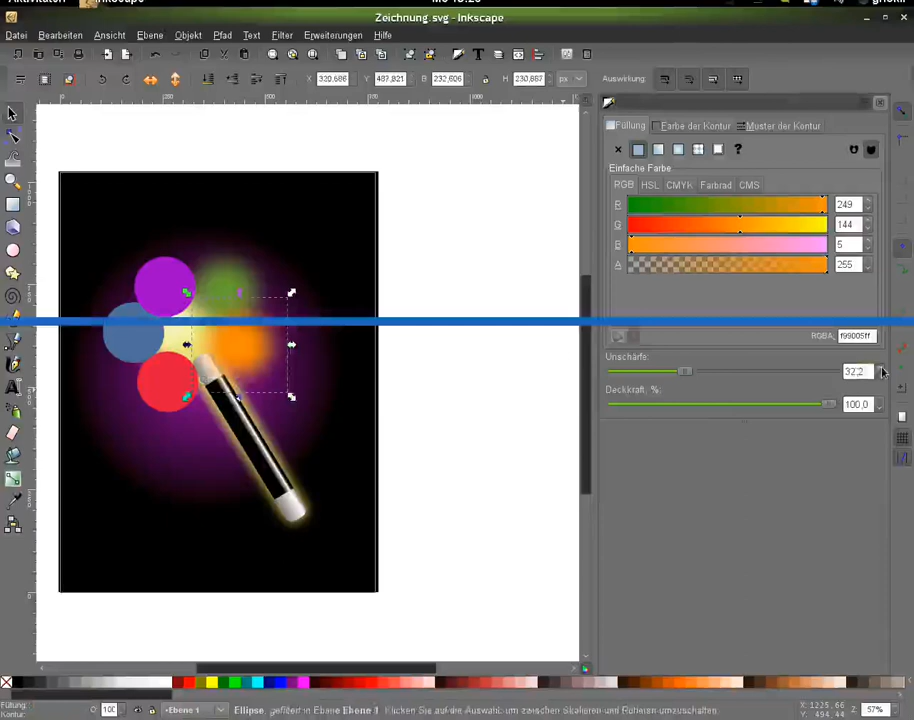 Zeichnung.svg - Inkscape
Datei Bearbeiten Ansicht Ebene Objekt Pfad Text Filter Erweiterungen Hilfe
X 320,686 Y 487,821 B 232,606 H 230,667 px Auswirkung:
Füllung Farbe der Kontur Muster der Kontur
?
Einfache Farbe
RGB HSL CMYK Farbrad CMS
R 249
G 144
B 5
A 255
RGBA: f99005ff
Unschärfe:
32,2
Deckkraft, %:
100,0
Füllung:
Kontur:
O: 100
Ebene 1
Ellipse gefiltert in Ebene Ebene 1. Klicken Sie auf die Auswahl, um zwischen Skalieren und Rotieren umzuschalten.
X: 1225,66
Y: 494,44
Z: 57%